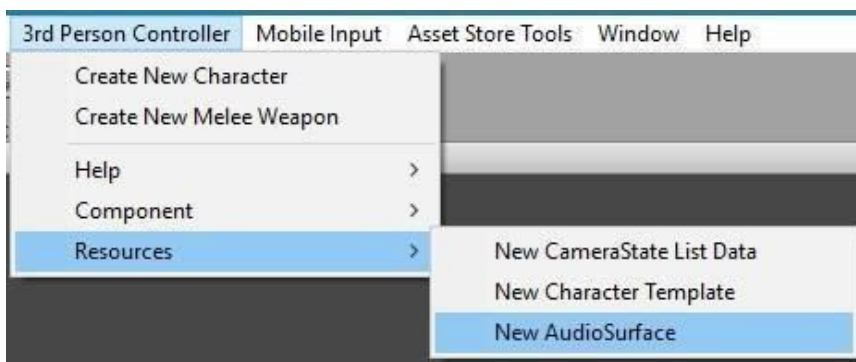 3rd Person Controller Mobile Input Asset Store Tools Window Help
Create New Character
Create New Melee Weapon
Help
Component
Resources
New CameraState List Data
New Character Template
New AudioSurface